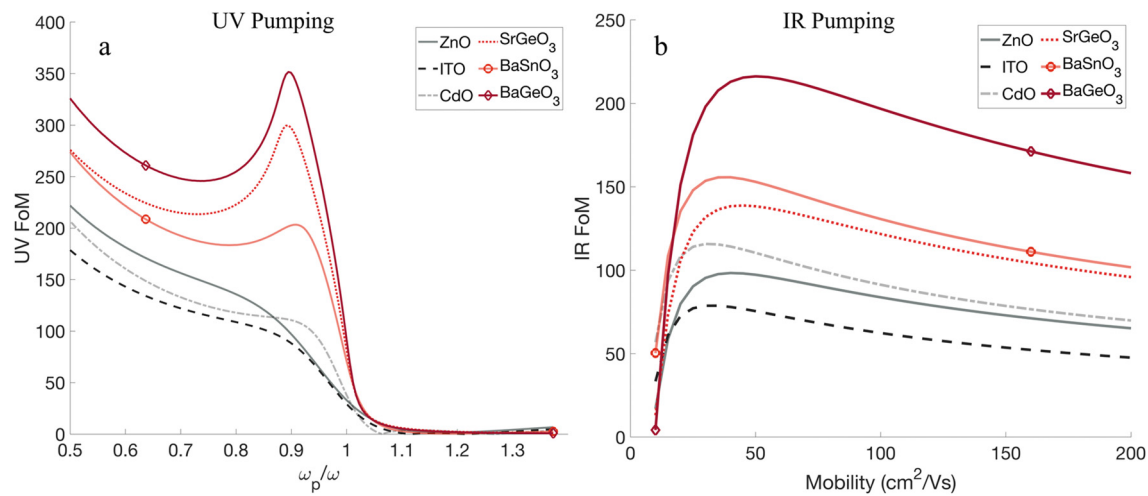 UV Pumping
a
ZnO
ITO
CdO
SrGeO3
BaSnO3
BaGeO3
400
350
300
250
200
150
100
50
0
UV FoM
0.5 0.6 0.7 0.8 0.9 1 1.1 1.2 1.3
ωp/ω
IR Pumping
b
ZnO
ITO
CdO
SrGeO3
BaSnO3
BaGeO3
250
200
150
100
50
0
IR FoM
0 50 100 150 200
Mobility (cm2/Vs)